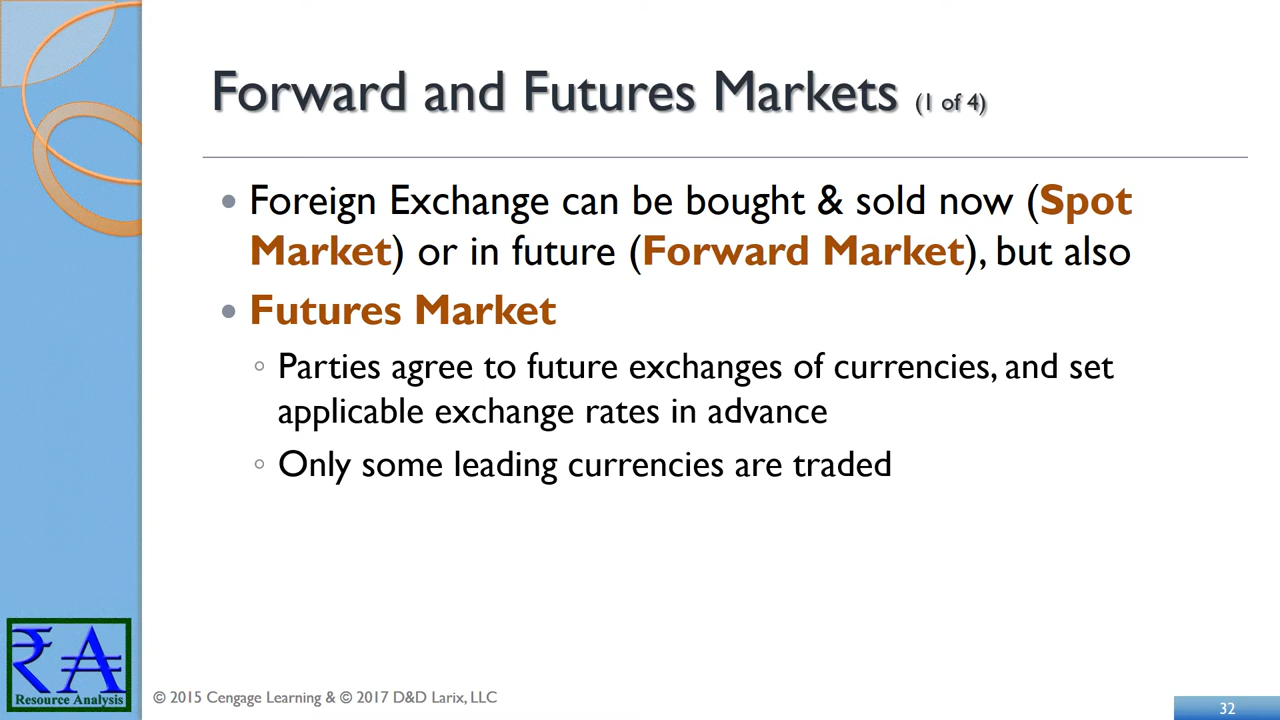 Forward and Futures Markets (1 of 4)
• Foreign Exchange can be bought & sold now (Spot
Market) or in future (Forward Market), but also
• Futures Market
◦ Parties agree to future exchanges of currencies, and set
applicable exchange rates in advance
◦ Only some leading currencies are traded
₹A
Resource Analysis
© 2015 Cengage Learning & © 2017 D&D Larix, LLC
32